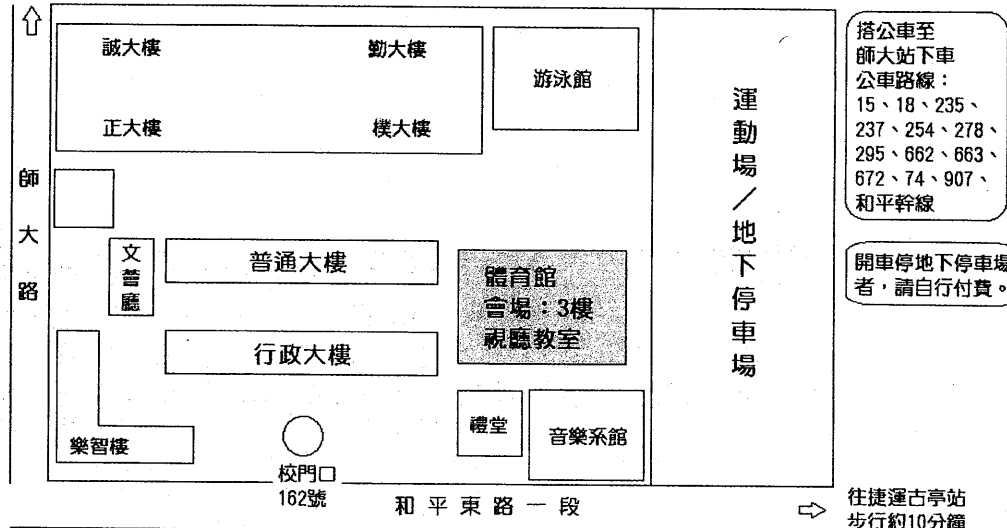 誠大樓
勤大樓
正大樓
樸大樓
游泳館
運動場／地下停車場
搭公車至
師大站下車
公車路線：
15、18、235、
237、254、278、
295、662、663、
672、74、907、
和平幹線
開車停地下停車場
者，請自行付費。
師大路
文薈廳
普通大樓
體育館
會場：3樓
視聽教室
行政大樓
樂智樓
禮堂
音樂系館
校門口
162號
和平東路一段
往捷運古亭站
步行約10分鐘